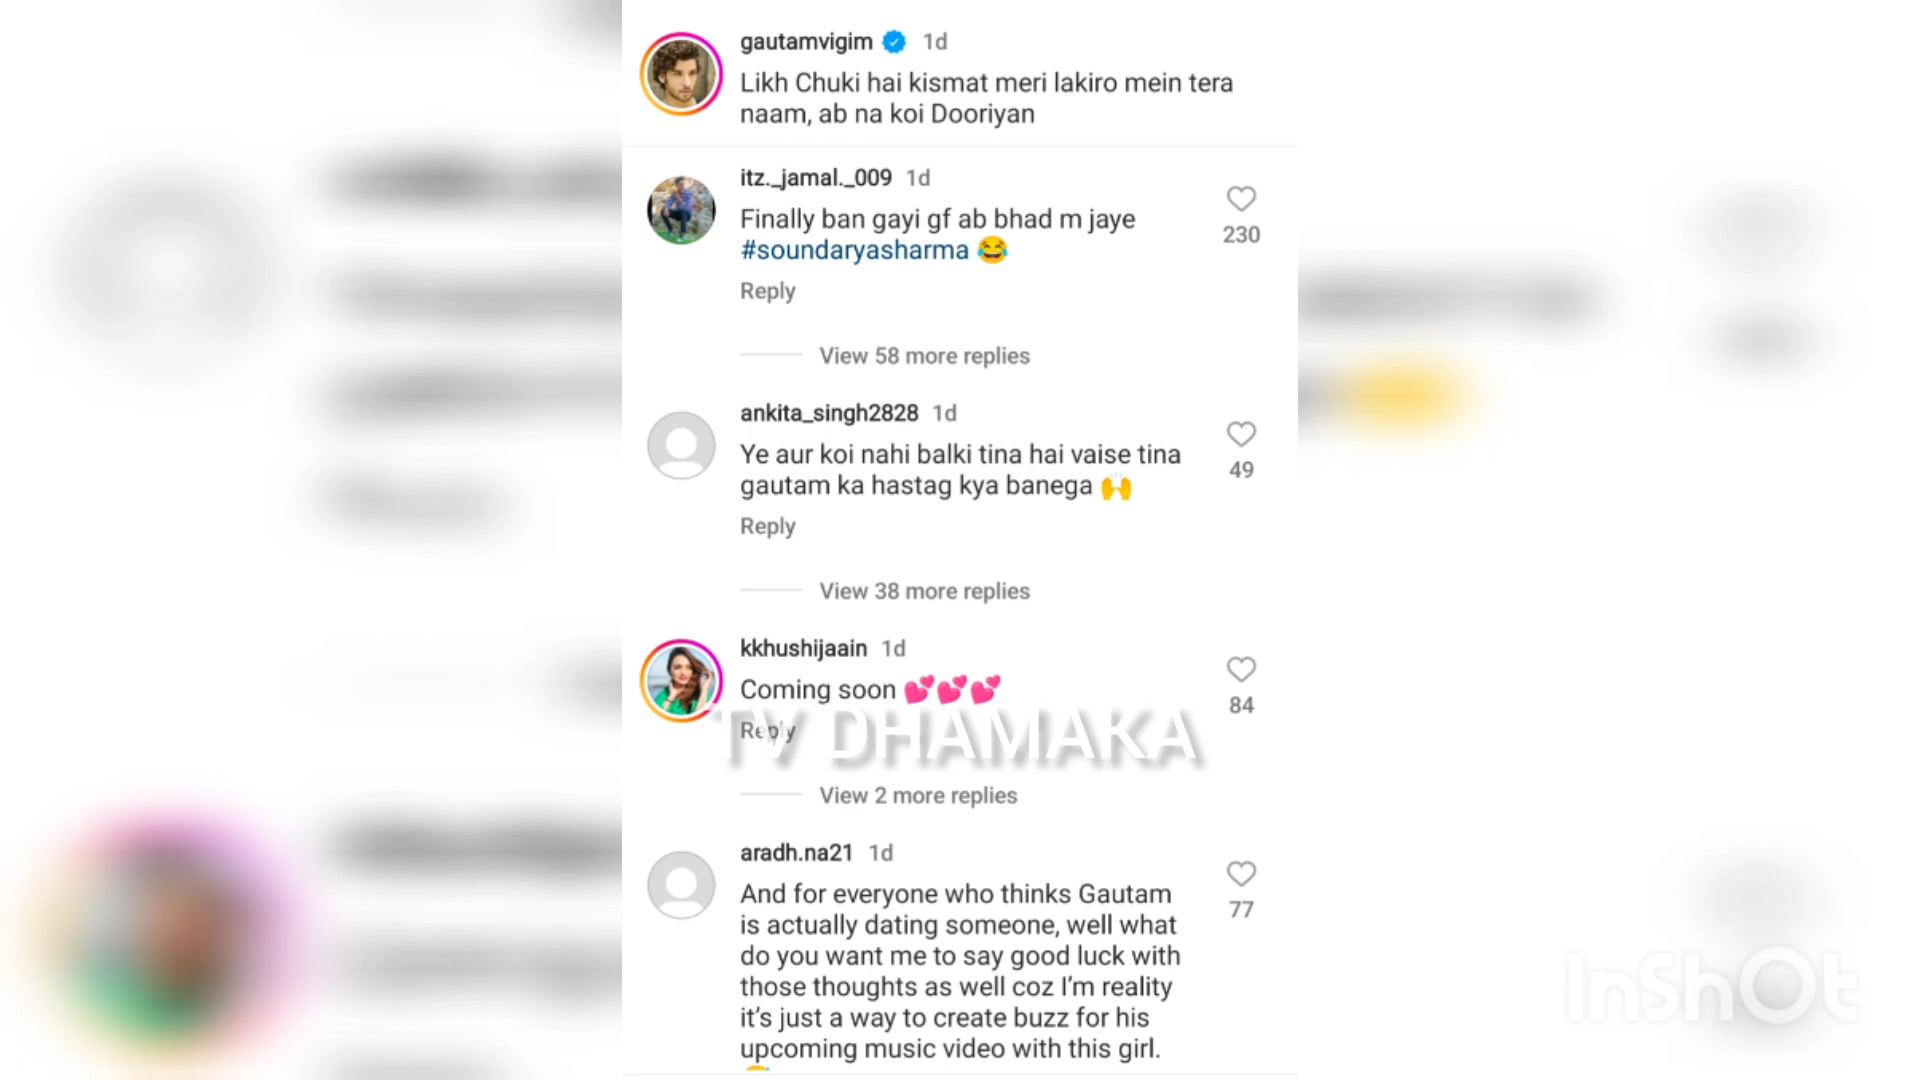 gautamvigim 1d
Likh Chuki hai kismat meri lakiro mein tera
naam, ab na koi Dooriyan
itz._jamal._009 1d
Finally ban gayi gf ab bhad m jaye
#soundaryasharma 😂
230
Reply
View 58 more replies
ankita_singh2828 1d
Ye aur koi nahi balki tina hai vaise tina
gautam ka hastag kya banega 🙌
49
Reply
View 38 more replies
kkhushijaain 1d
Coming soon 💕💕💕
84
Reply
TV DHAMAKA
View 2 more replies
aradh.na21 1d
And for everyone who thinks Gautam
is actually dating someone, well what
do you want me to say good luck with
those thoughts as well coz I’m reality
it’s just a way to create buzz for his
upcoming music video with this girl.
77
InShOt